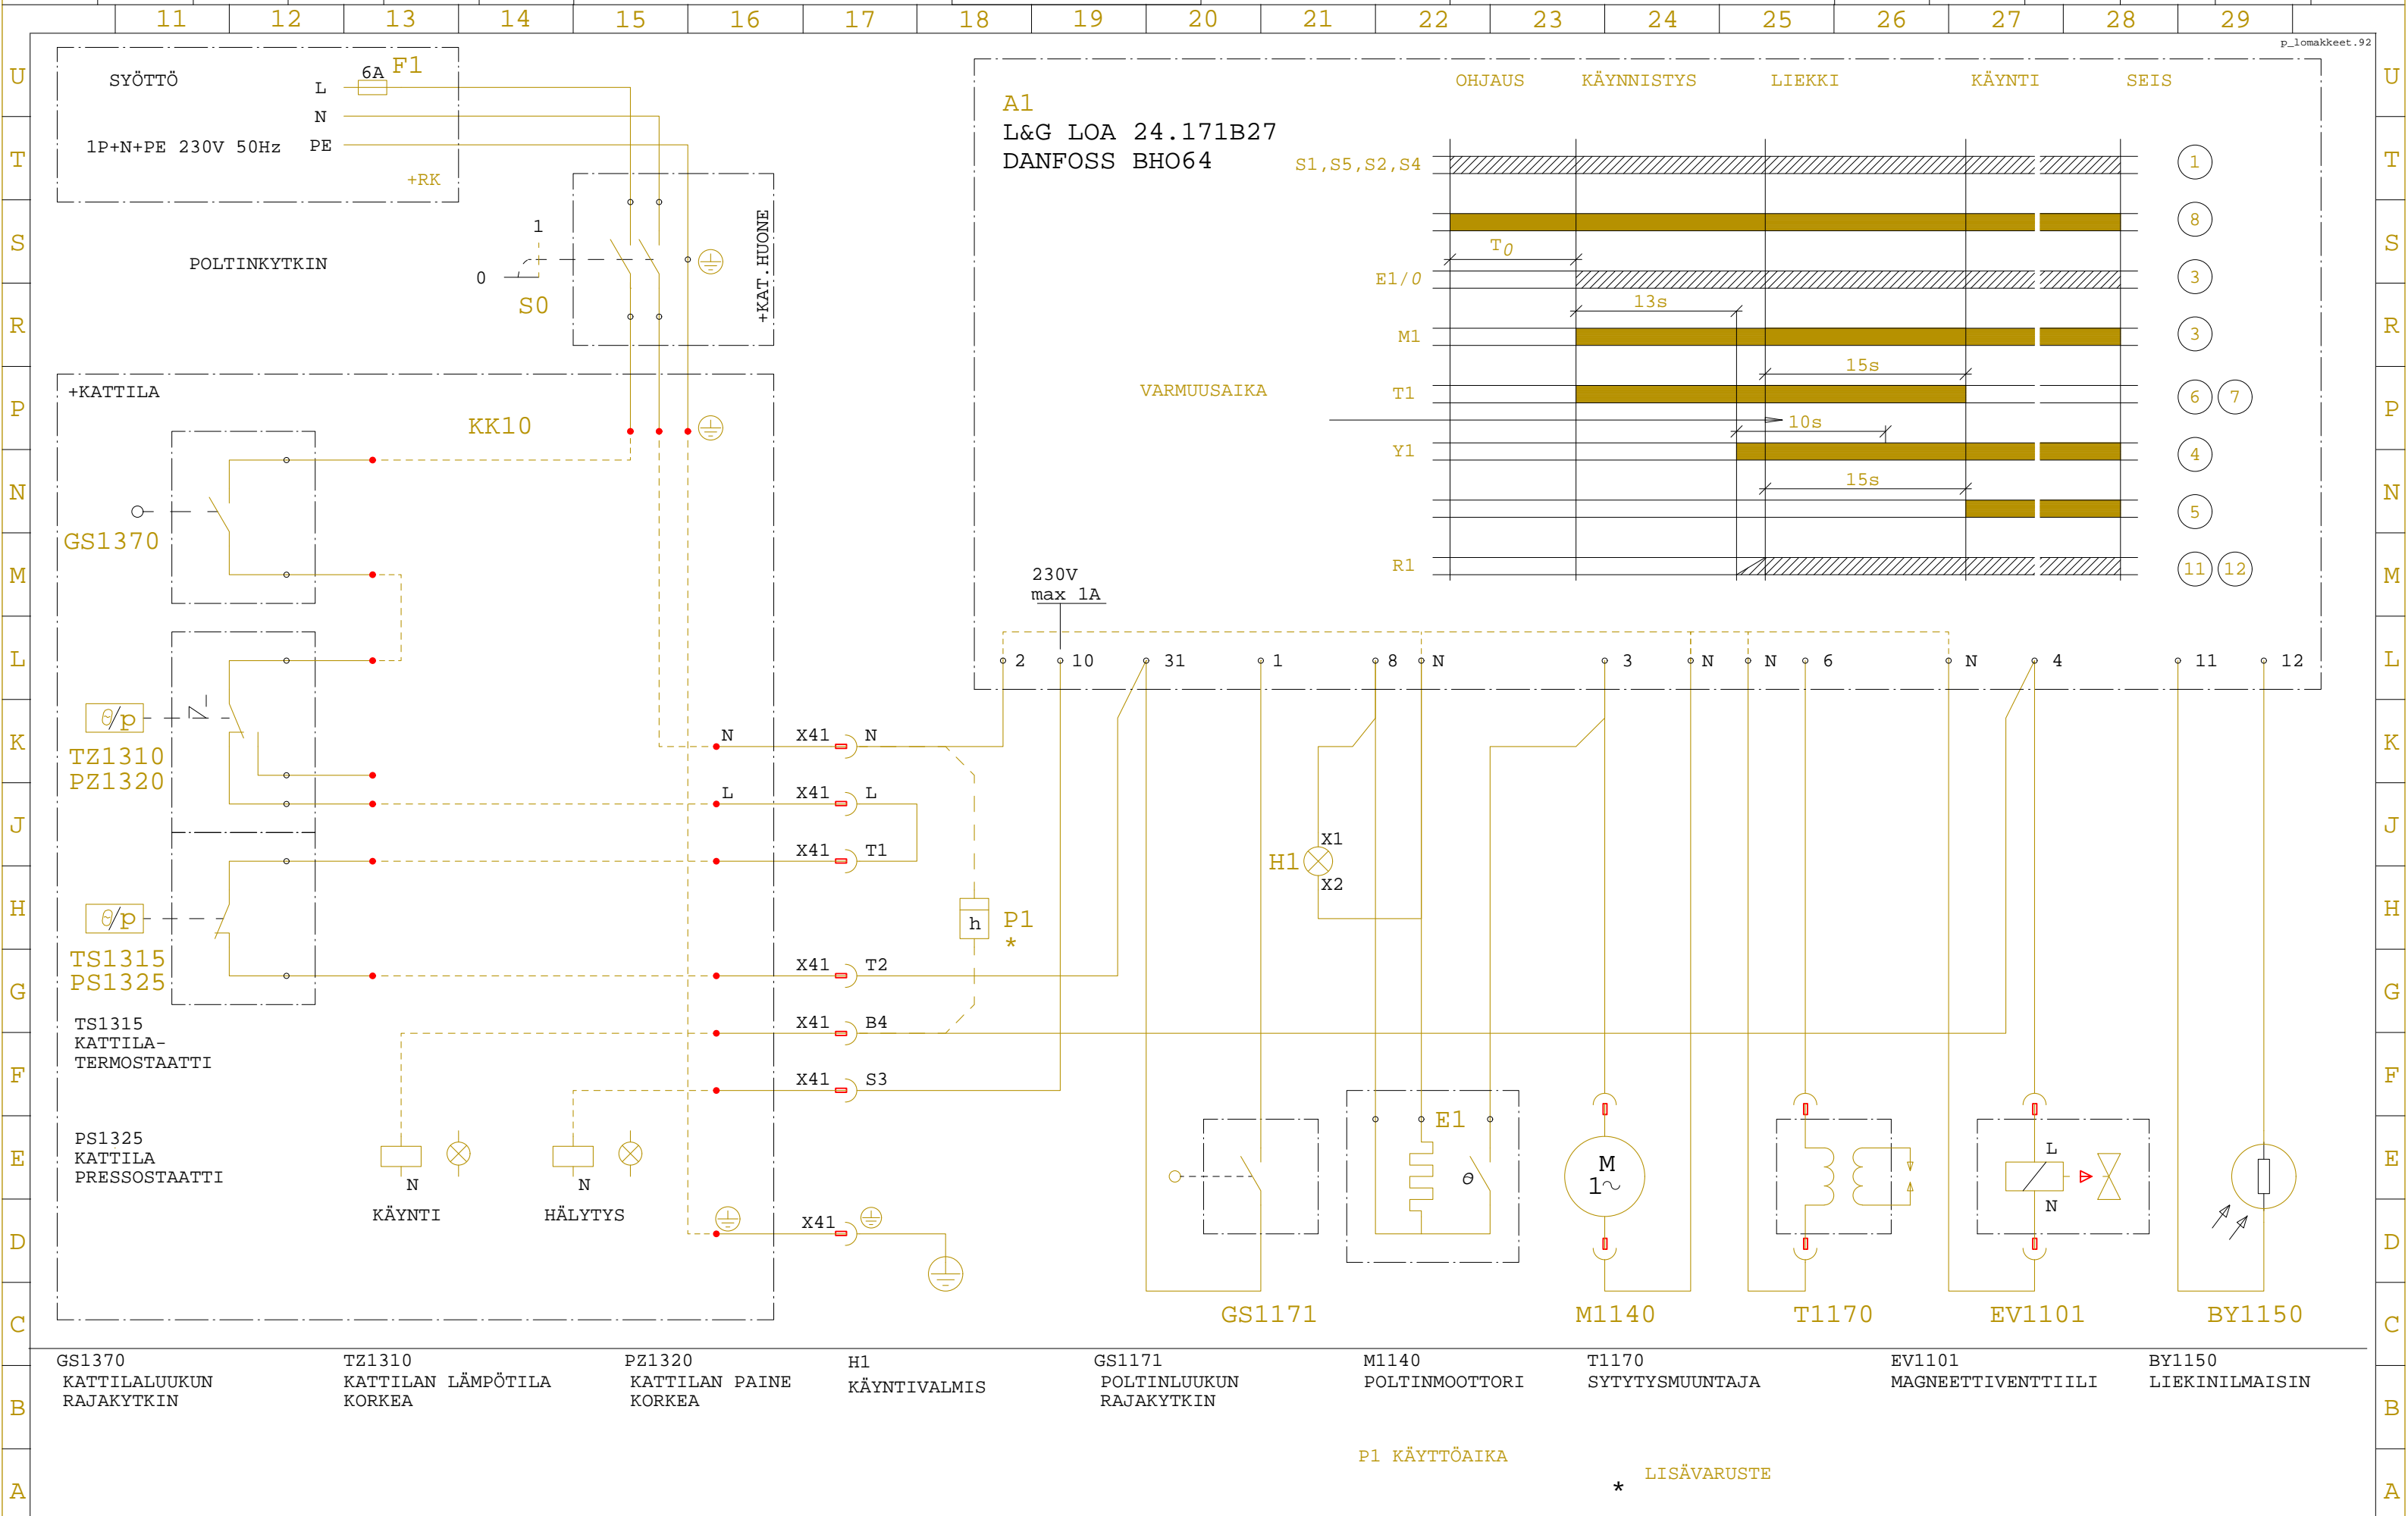 11 12 13 14 15 16 17 18 19 20 21 22 23 24 25 26 27 28 29
p_lomakkeet.92
U
T
S
R
P
N
M
L
K
J
H
G
F
E
D
C
B
A
U
T
S
R
P
N
M
L
K
J
H
G
F
E
D
C
B
A
SYÖTTÖ
1P+N+PE 230V 50Hz
L
N
PE
6A
F1
+RK
POLTINKYTKIN
0
1
S0
+KAT.HUONE
+KATTILA
KK10
GS1370
θ/p
TZ1310
PZ1320
θ/p
TS1315
PS1325
TS1315
KATTILA-
TERMOSTAATTI
PS1325
KATTILA
PRESSOSTAATTI
N
KÄYNTI
N
HÄLYTYS
N X41 N
L X41 L
X41 T1
X41 T2
X41 B4
X41 S3
X41
h
P1
*
A1
L&G LOA 24.171B27
DANFOSS BHO64
OHJAUS KÄYNNISTYS LIEKKI KÄYNTI SEIS
S1,S5,S2,S4 1
8
T0
E1/0 3
13s
M1 3
15s
VARMUUSAIKA T1 6 7
10s
Y1 4
15s
5
R1 11 12
230V
max 1A
2 10 31 1 8 N 3 N N 6 N 4 11 12
X1
H1
X2
E1
θ
M
1~
L
N
GS1171 M1140 T1170 EV1101 BY1150
GS1370
KATTILALUUKUN
RAJAKYTKIN
TZ1310
KATTILAN LÄMPÖTILA
KORKEA
PZ1320
KATTILAN PAINE
KORKEA
H1
KÄYNTIVALMIS
GS1171
POLTINLUUKUN
RAJAKYTKIN
M1140
POLTINMOOTTORI
T1170
SYTYTYSMUUNTAJA
EV1101
MAGNEETTIVENTTIILI
BY1150
LIEKINILMAISIN
P1 KÄYTTÖAIKA
* LISÄVARUSTE